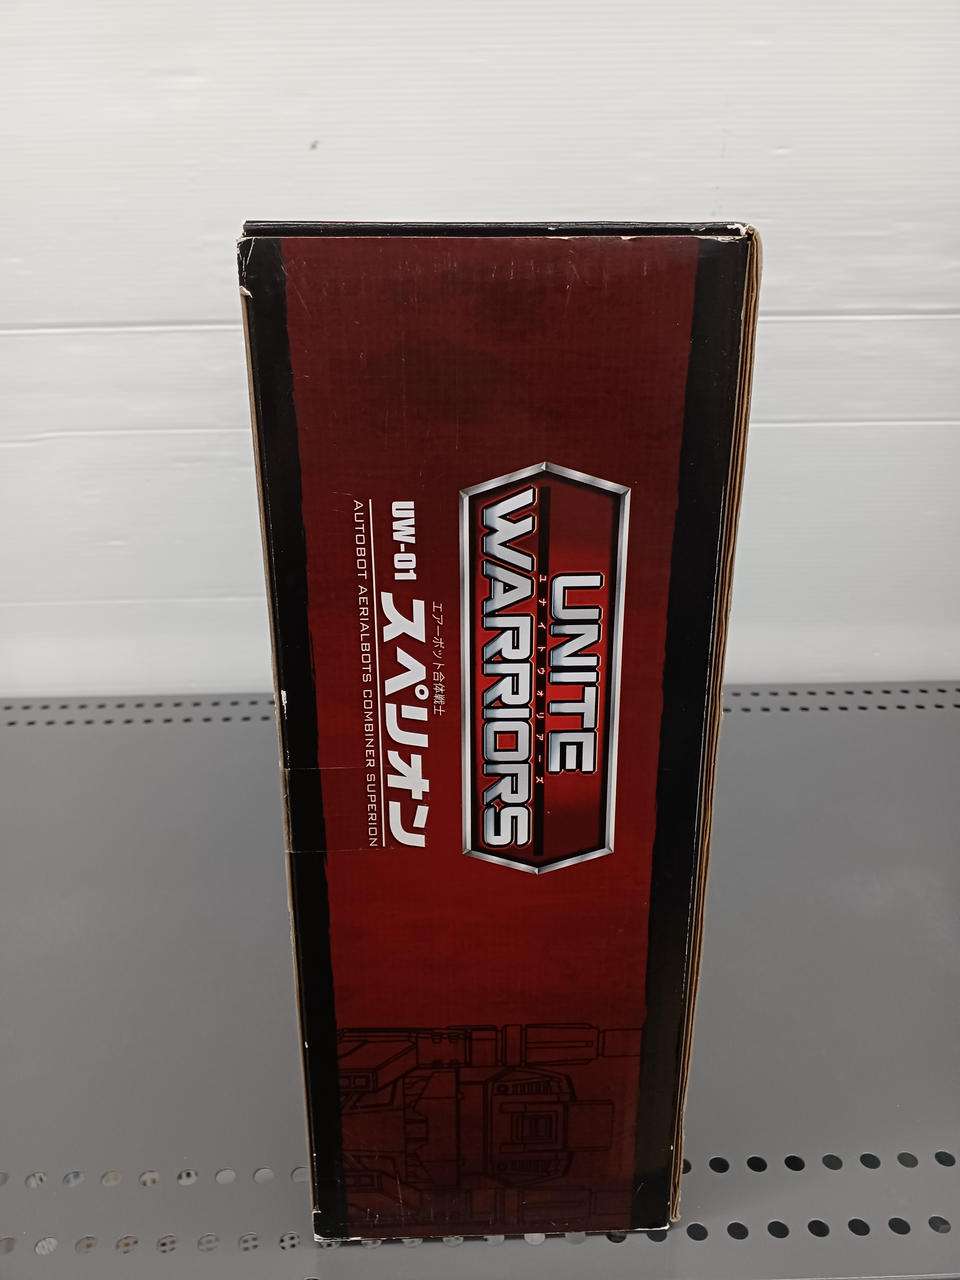 UNITE
ユナイトウォリアーズ
WARRIORS
エアーボット合体戦士
UW-01 スペリオン
AUTOBOT AERIALBOTS COMBINER SUPERION